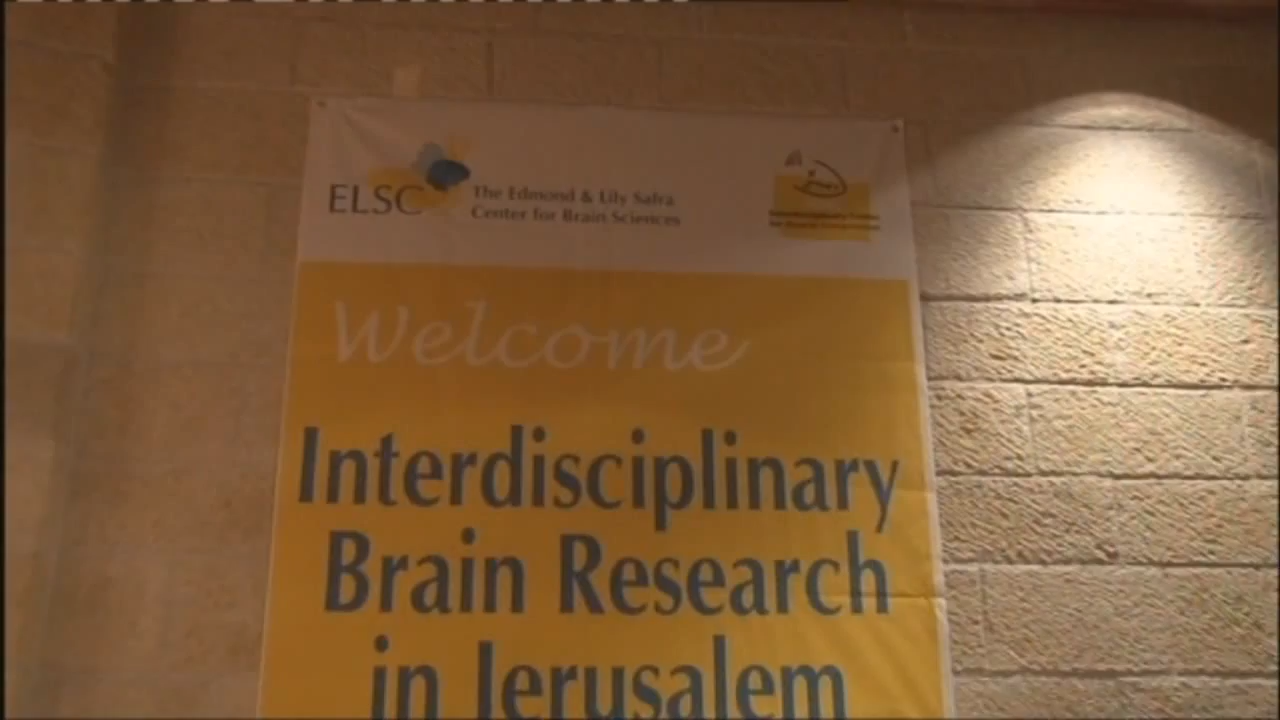 ELSC
The Edmond & Lily Safra
Center for Brain Sciences
Welcome
Interdisciplinary
Brain Research
in Jerusalem